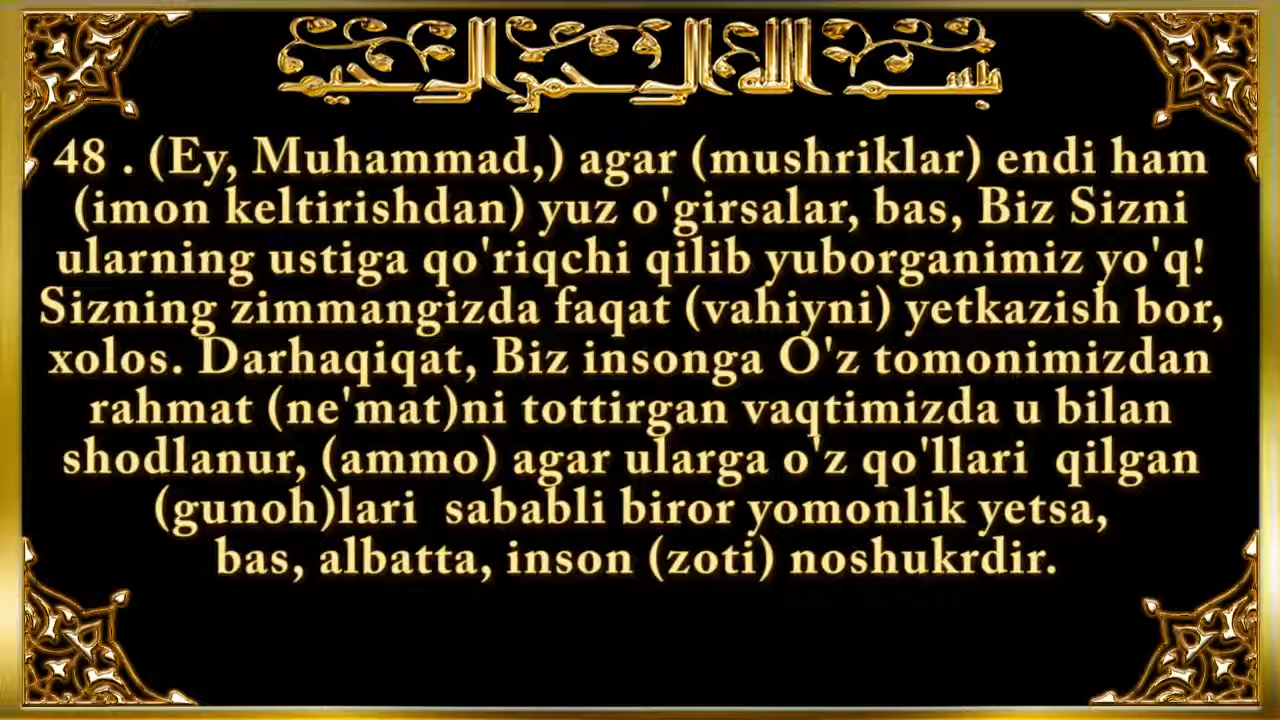 بسم الله الرحمن الرحيم
48 . (Ey, Muhammad,) agar (mushriklar) endi ham
(imon keltirishdan) yuz o'girsalar, bas, Biz Sizni
ularning ustiga qo'riqchi qilib yuborganimiz yo'q!
Sizning zimmangizda faqat (vahiyni) yetkazish bor,
xolos. Darhaqiqat, Biz insonga O'z tomonimizdan
rahmat (ne'mat)ni tottirgan vaqtimizda u bilan
shodlanur, (ammo) agar ularga o'z qo'llari  qilgan
(gunoh)lari  sababli biror yomonlik yetsa,
bas, albatta, inson (zoti) noshukrdir.